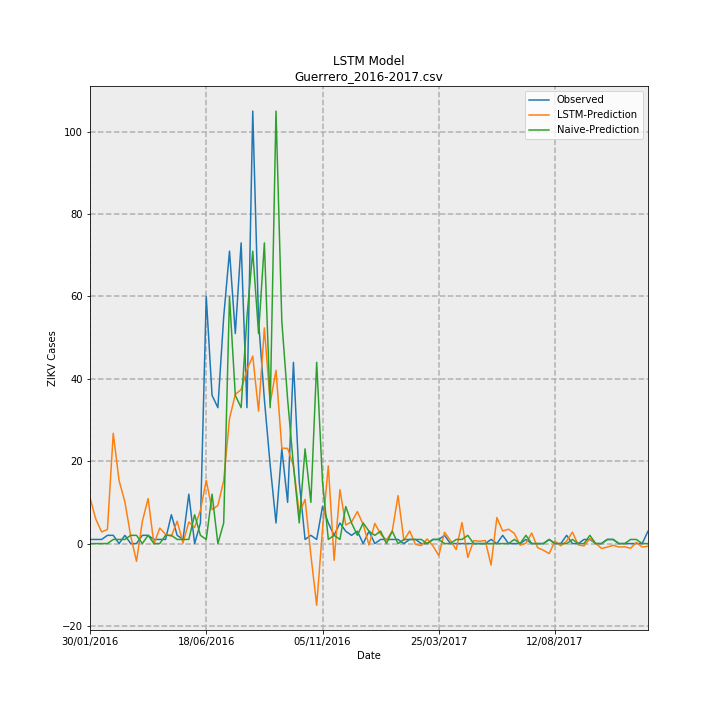 LSTM Model
Guerrero_2016-2017.csv
Observed
LSTM-Prediction
Naive-Prediction
100
80
60
40
20
0
−20
ZIKV Cases
30/01/2016
18/06/2016
05/11/2016
25/03/2017
12/08/2017
Date